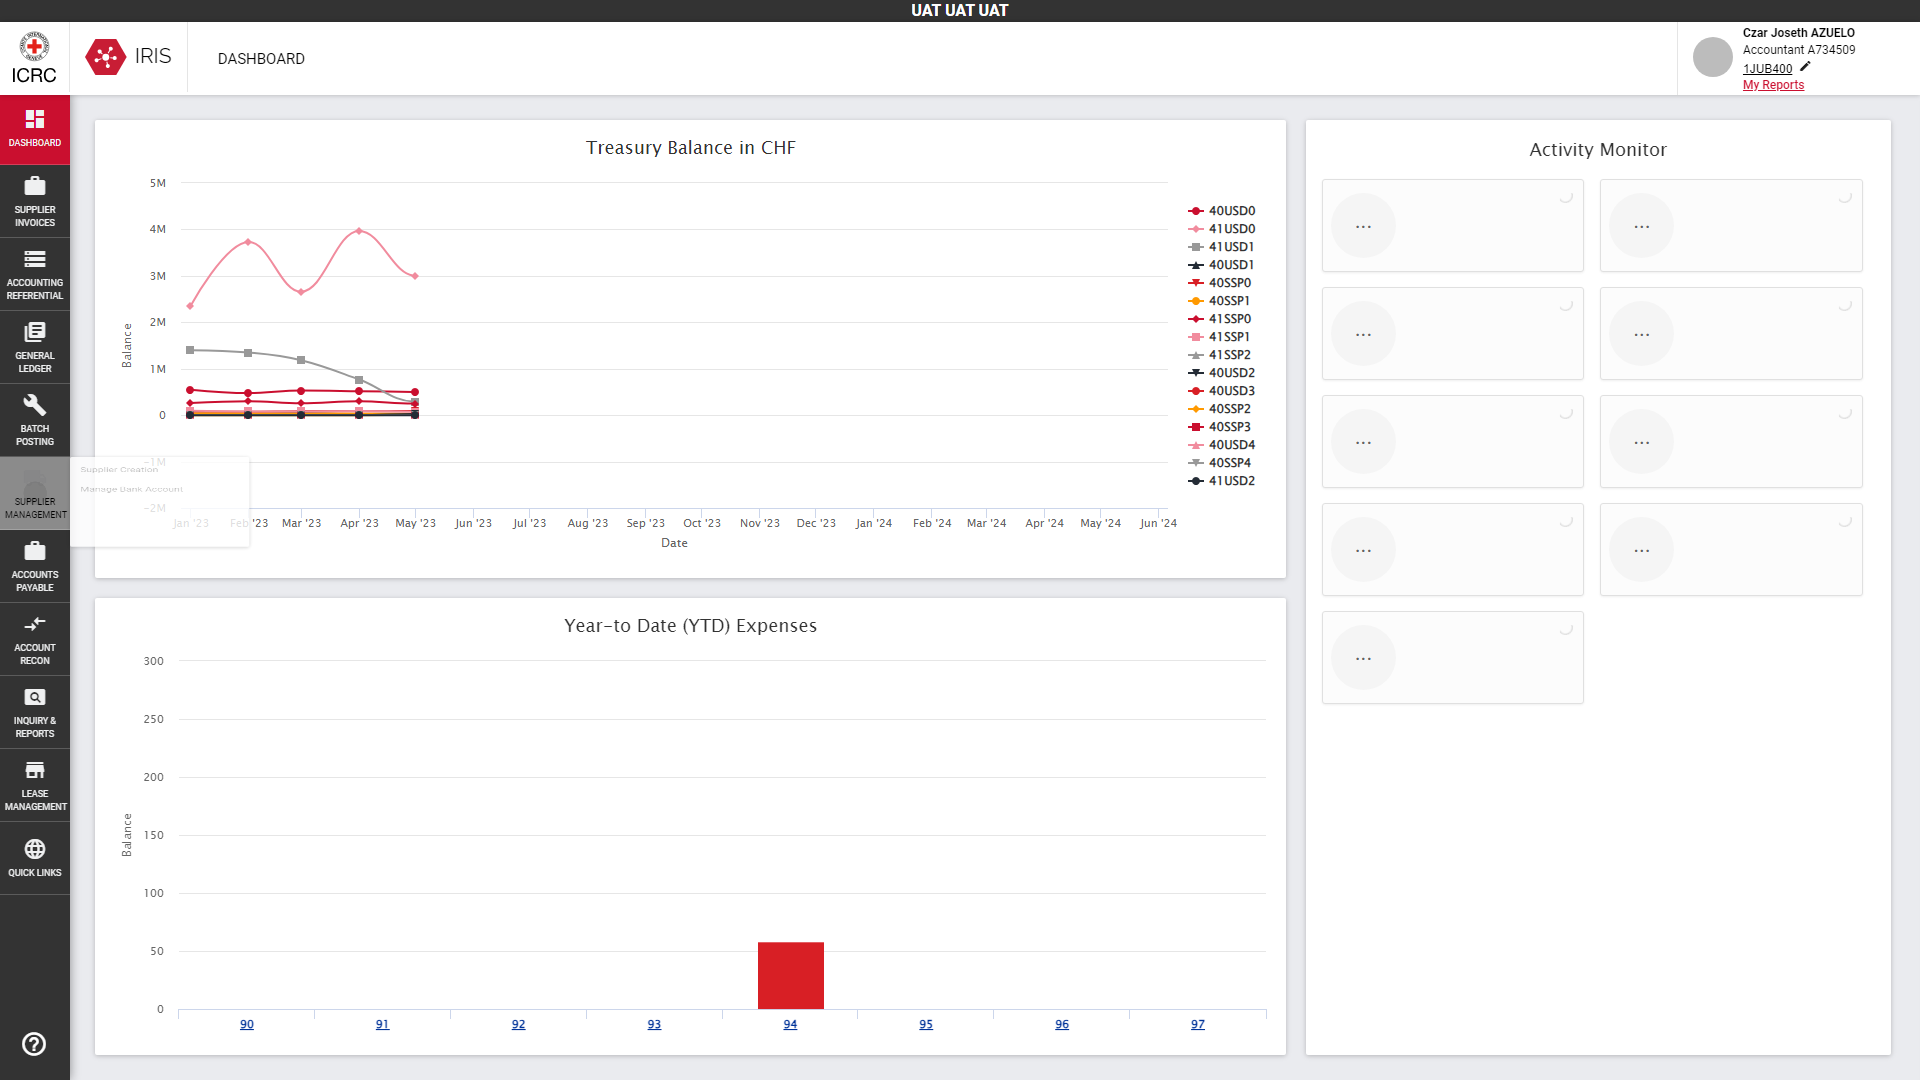 UAT UAT UAT
ICRC
IRIS
DASHBOARD
Czar Joseth AZUELO
Accountant A734509
1JUB400
My Reports
DASHBOARD
SUPPLIER
INVOICES
ACCOUNTING
REFERENTIAL
GENERAL
LEDGER
BATCH
POSTING
SUPPLIER
MANAGEMENT
Supplier Creation
Manage Bank Account
ACCOUNTS
PAYABLE
ACCOUNT
RECON
INQUIRY &
REPORTS
LEASE
MANAGEMENT
QUICK LINKS
Treasury Balance in CHF
Balance
5M
4M
3M
2M
1M
0
-1M
-2M
Jan '23 Feb '23 Mar '23 Apr '23 May '23 Jun '23 Jul '23 Aug '23 Sep '23 Oct '23 Nov '23 Dec '23 Jan '24 Feb '24 Mar '24 Apr '24 May '24 Jun '24
Date
40USD0
41USD0
41USD1
40USD1
40SSP0
40SSP1
41SSP0
41SSP1
41SSP2
40USD2
40USD3
40SSP2
40SSP3
40USD4
40SSP4
41USD2
Year-to Date (YTD) Expenses
Balance
300
250
200
150
100
50
0
90 91 92 93 94 95 96 97
Activity Monitor
... ...
... ...
... ...
... ...
...